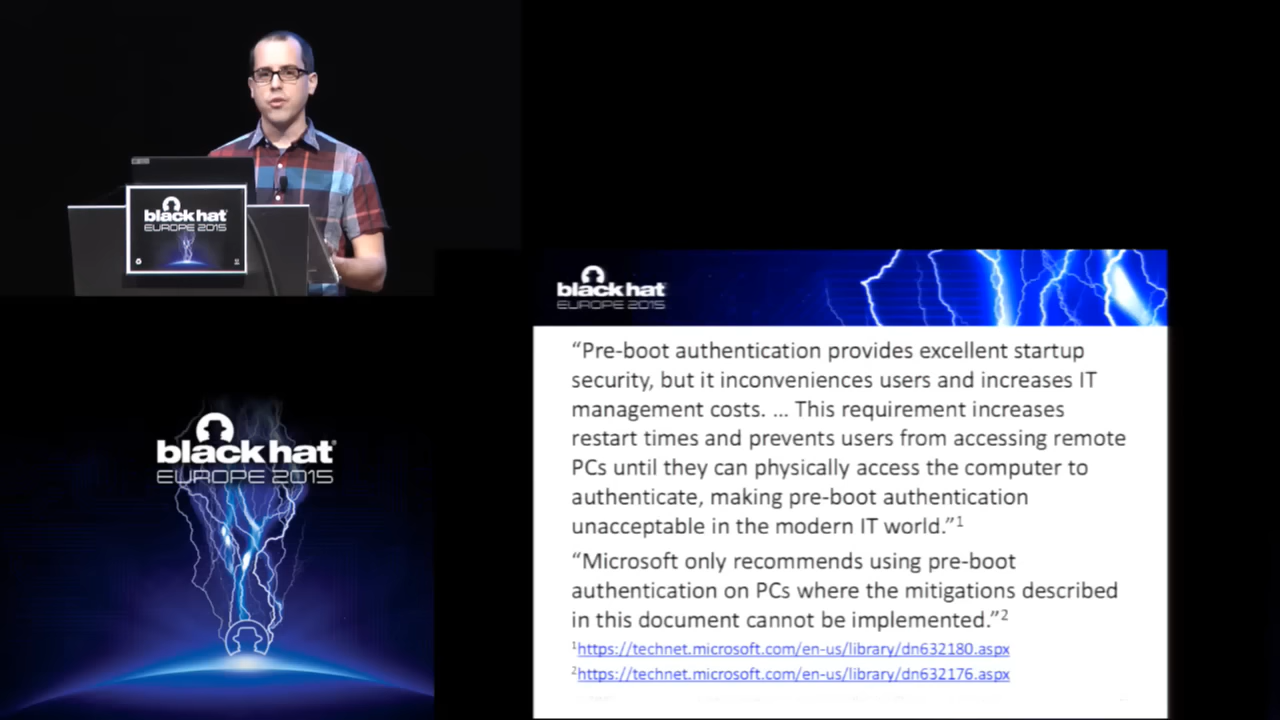 black hat
EUROPE 2015
black hat
EUROPE 2015
“Pre-boot authentication provides excellent startup
security, but it inconveniences users and increases IT
management costs. … This requirement increases
restart times and prevents users from accessing remote
PCs until they can physically access the computer to
authenticate, making pre-boot authentication
unacceptable in the modern IT world.”1
“Microsoft only recommends using pre-boot
authentication on PCs where the mitigations described
in this document cannot be implemented.”2
1https://technet.microsoft.com/en-us/library/dn632180.aspx
2https://technet.microsoft.com/en-us/library/dn632176.aspx
black hat
EUROPE 2015